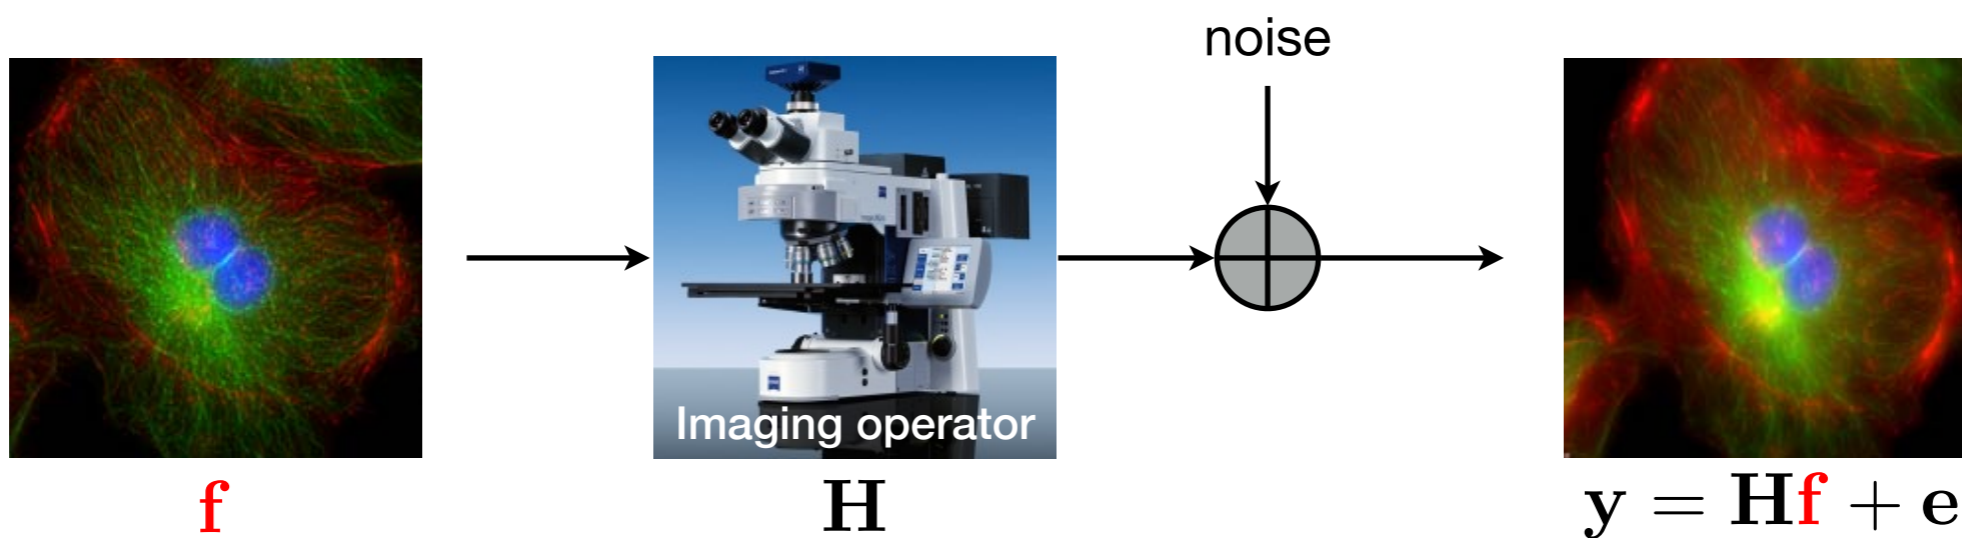 noise
Imaging operator
f
H
y = Hf + e